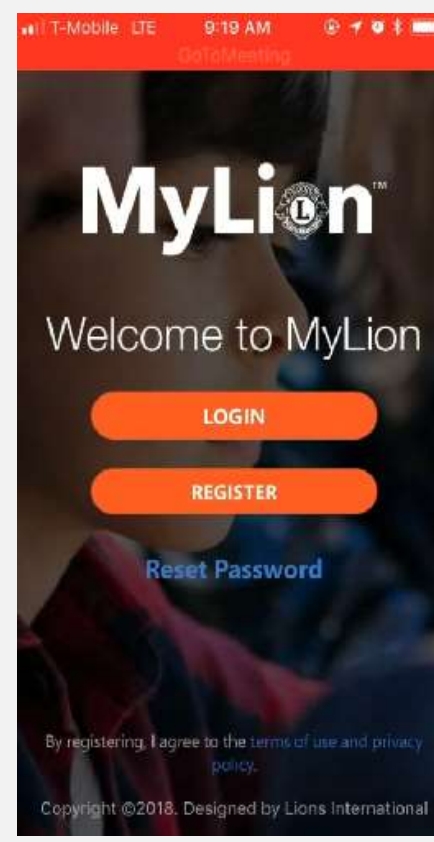 T-Mobile LTE 9:19 AM
GoToMeeting
MyLion™
Welcome to MyLion
LOGIN
REGISTER
Reset Password
By registering, I agree to the terms of use and privacy
policy.
Copyright ©2018. Designed by Lions International